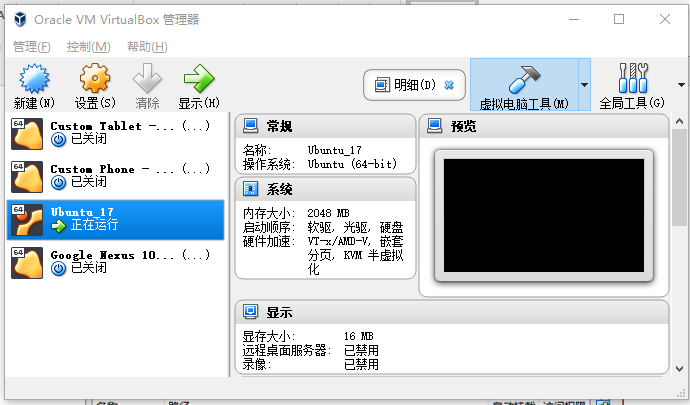 Oracle VM VirtualBox 管理器
管理(F) 控制(M) 帮助(H)
新建(N) 设置(S) 清除 显示(H) 明细(D) 虚拟电脑工具(M) 全局工具(G)
64 Custom Tablet -... (...)
已关闭
64 Custom Phone - ... (...)
已关闭
64 Ubuntu_17
正在运行
64 Google Nexus 10... (...)
已关闭
常规
名称: Ubuntu_17
操作系统: Ubuntu (64-bit)
系统
内存大小: 2048 MB
启动顺序: 软驱, 光驱, 硬盘
硬件加速: VT-x/AMD-V, 嵌套
分页, KVM 半虚拟
化
预览
显示
显存大小: 16 MB
远程桌面服务器: 已禁用
录像: 已禁用